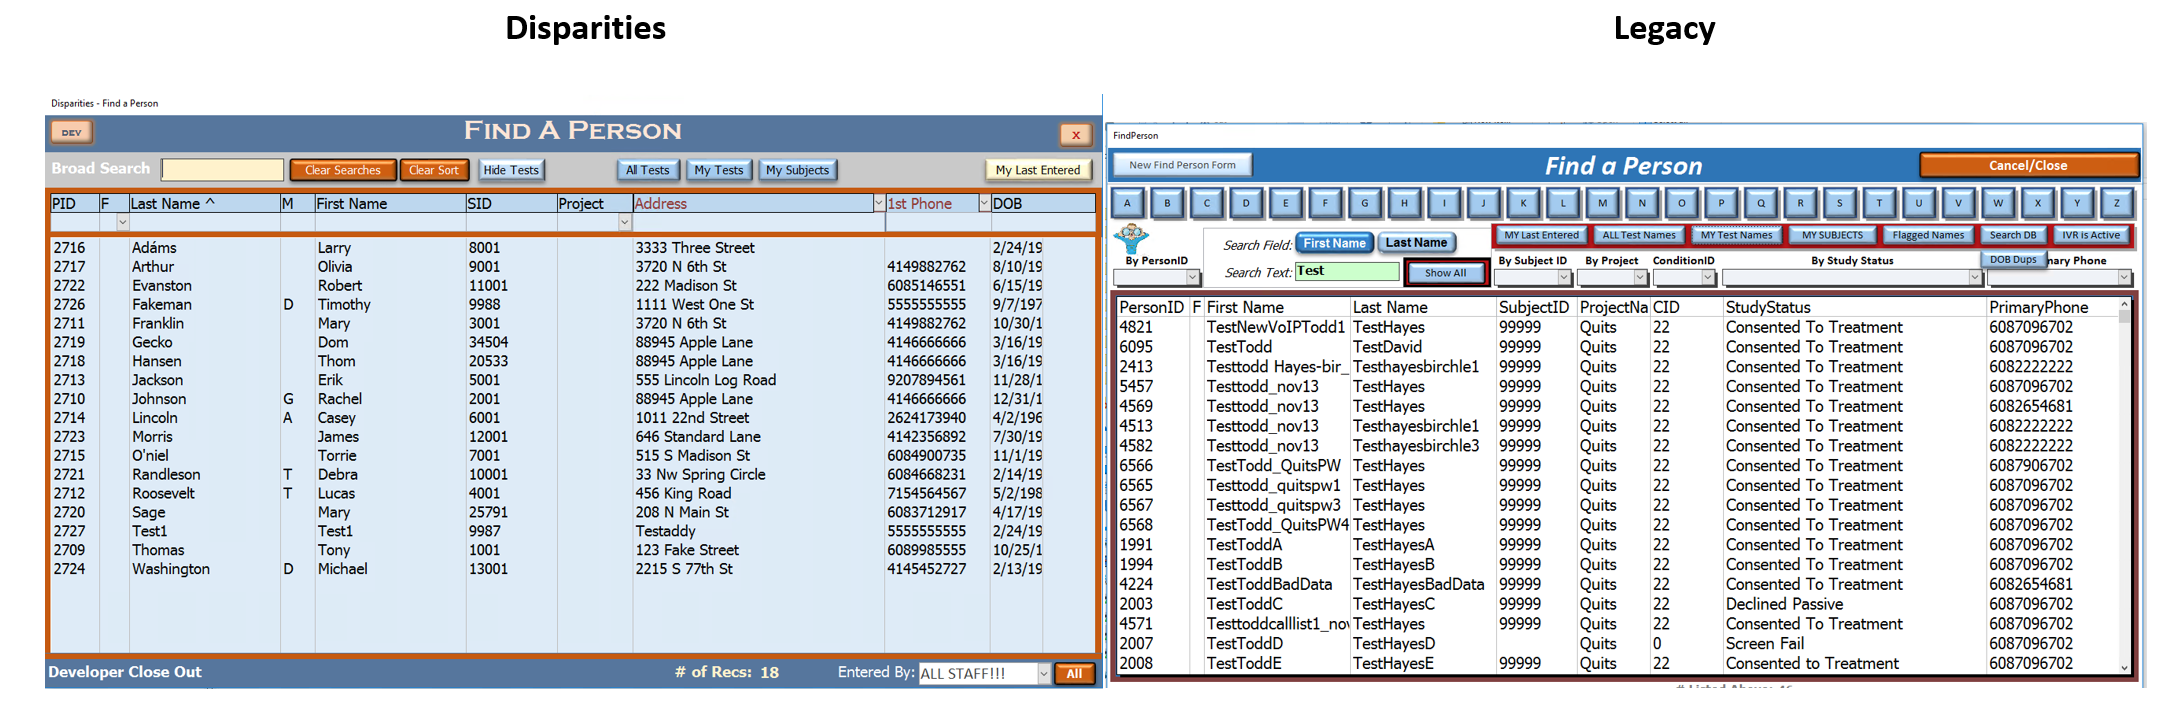 Disparities
Legacy
Disparities - Find a Person
DEV
FIND A PERSON
X
Broad Search
Clear Searches
Clear Sort
Hide Tests
All Tests
My Tests
My Subjects
My Last Entered
PID F Last Name ^ M First Name SID Project Address 1st Phone DOB
2716 Adáms Larry 8001 3333 Three Street 2/24/19
2717 Arthur Olivia 9001 3720 N 6th St 4149882762 8/10/19
2722 Evanston Robert 11001 222 Madison St 6085146551 6/15/19
2726 Fakeman D Timothy 9988 1111 West One St 5555555555 9/7/197
2711 Franklin Mary 3001 3720 N 6th St 4149882762 10/30/1
2719 Gecko Dom 34504 88945 Apple Lane 4146666666 3/16/19
2718 Hansen Thom 20533 88945 Apple Lane 4146666666 3/16/19
2713 Jackson Erik 5001 555 Lincoln Log Road 9207894561 11/28/1
2710 Johnson G Rachel 2001 88945 Apple Lane 4146666666 12/31/1
2714 Lincoln A Casey 6001 1011 22nd Street 2624173940 4/2/196
2723 Morris James 12001 646 Standard Lane 4142356892 7/30/19
2715 O'niel Torrie 7001 515 S Madison St 6084900735 11/1/19
2721 Randleson T Debra 10001 33 Nw Spring Circle 6084668231 2/14/19
2712 Roosevelt T Lucas 4001 456 King Road 7154564567 5/2/198
2720 Sage Mary 25791 208 N Main St 6083712917 4/17/19
2727 Test1 Test1 9987 Testaddy 5555555555 2/24/19
2709 Thomas Tony 1001 123 Fake Street 6089985555 10/25/1
2724 Washington D Michael 13001 2215 S 77th St 4145452727 2/13/19
Developer Close Out
# of Recs: 18
Entered By: ALL STAFF!!!
All
FindPerson
New Find Person Form
Find a Person
Cancel/Close
A B C D E F G H I J K L M N O P Q R S T U V W X Y Z
Search Field: First Name Last Name
MY Last Entered ALL Test Names MY Test Names MY SUBJECTS Flagged Names Search DB IVR is Active
By PersonID
Search Text: Test
Show All
By Subject ID By Project ConditionID By Study Status DOB Dups nary Phone
PersonID F First Name Last Name SubjectID ProjectNa CID StudyStatus PrimaryPhone
4821 TestNewVoIPTodd1 TestHayes 99999 Quits 22 Consented To Treatment 6087096702
6095 TestTodd TestDavid 99999 Quits 22 Consented To Treatment 6087096702
2413 Testtodd Hayes-bir_ Testhayesbirchle1 99999 Quits 22 Consented To Treatment 6082222222
5457 Testtodd_nov13 TestHayes 99999 Quits 22 Consented To Treatment 6087096702
4569 Testtodd_nov13 TestHayes 99999 Quits 22 Consented To Treatment 6082654681
4513 Testtodd_nov13 Testhayesbirchle1 99999 Quits 22 Consented To Treatment 6082222222
4582 Testtodd_nov13 Testhayesbirchle3 99999 Quits 22 Consented To Treatment 6082222222
6566 TestTodd_QuitsPW TestHayes 99999 Quits 22 Consented To Treatment 6087906702
6565 Testtodd_quitspw1 TestHayes 99999 Quits 22 Consented To Treatment 6087096702
6567 Testtodd_quitspw3 TestHayes 99999 Quits 22 Consented To Treatment 6087096702
6568 TestTodd_QuitsPW4 TestHayes 99999 Quits 22 Consented To Treatment 6087096702
1991 TestToddA TestHayesA 99999 Quits 22 Consented To Treatment 6087096702
1994 TestToddB TestHayesB 99999 Quits 22 Consented To Treatment 6087096702
4224 TestToddBadData TestHayesBadData 99999 Quits 22 Consented To Treatment 6082654681
2003 TestToddC TestHayesC 99999 Quits 22 Declined Passive 6087096702
4571 Testtoddcalllist1_nov TestHayes 99999 Quits 22 Consented To Treatment 6087096702
2007 TestToddD TestHayesD Quits 0 Screen Fail 6087096702
2008 TestToddE TestHayesE 99999 Quits 22 Consented to Treatment 6087096702